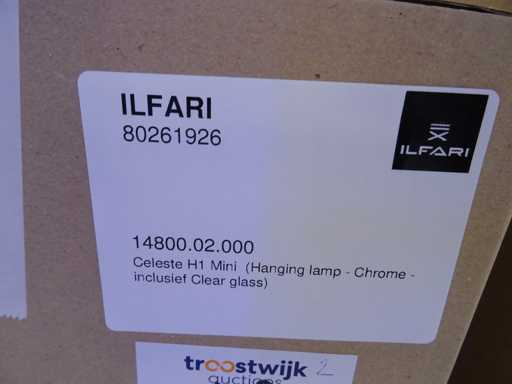 ILFARI
80261926
ILFARI
14800.02.000
Celeste H1 Mini (Hanging lamp - Chrome -
inclusief Clear glass)
troostwijk 2
auctions